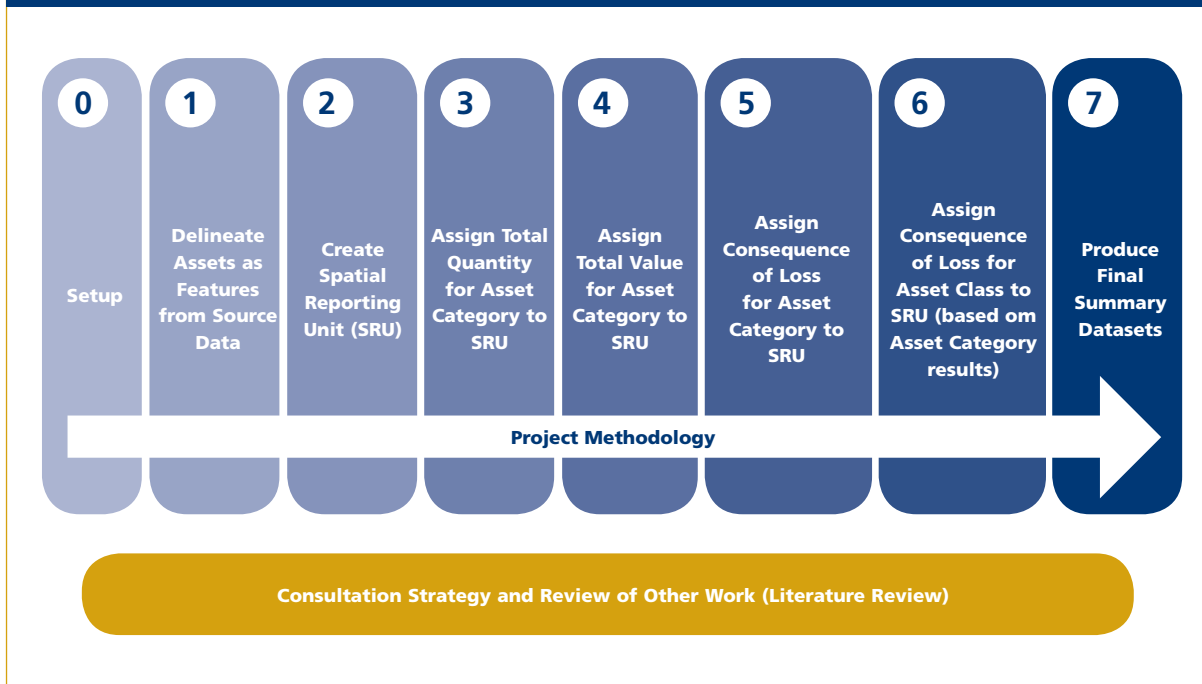 0
Setup
1
Delineate
Assets as
Features
from Source
Data
2
Create
Spatial
Reporting
Unit (SRU)
3
Assign Total
Quantity
for Asset
Category to
SRU
4
Assign
Total Value
for Asset
Category to
SRU
5
Assign
Consequence
of Loss
for Asset
Category to
SRU
6
Assign
Consequence
of Loss for
Asset Class to
SRU (based om
Asset Category
results)
7
Produce
Final
Summary
Datasets
Project Methodology
Consultation Strategy and Review of Other Work (Literature Review)